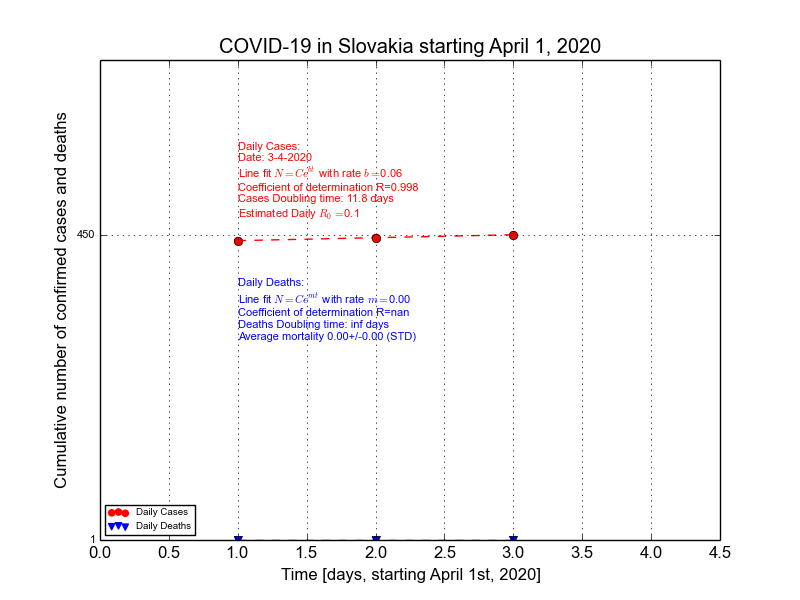 COVID-19 in Slovakia starting April 1, 2020
Cumulative number of confirmed cases and deaths
450
1
Daily Cases:
Date: 3-4-2020
Line fit N = Ce^{bt} with rate b =0.06
Coefficient of determination R=0.998
Cases Doubling time: 11.8 days
Estimated Daily R_0 =0.1
Daily Deaths:
Line fit N = Ce^{mt} with rate m =0.00
Coefficient of determination R=nan
Deaths Doubling time: inf days
Average mortality 0.00+/-0.00 (STD)
Daily Cases
Daily Deaths
0.0 0.5 1.0 1.5 2.0 2.5 3.0 3.5 4.0 4.5
Time [days, starting April 1st, 2020]